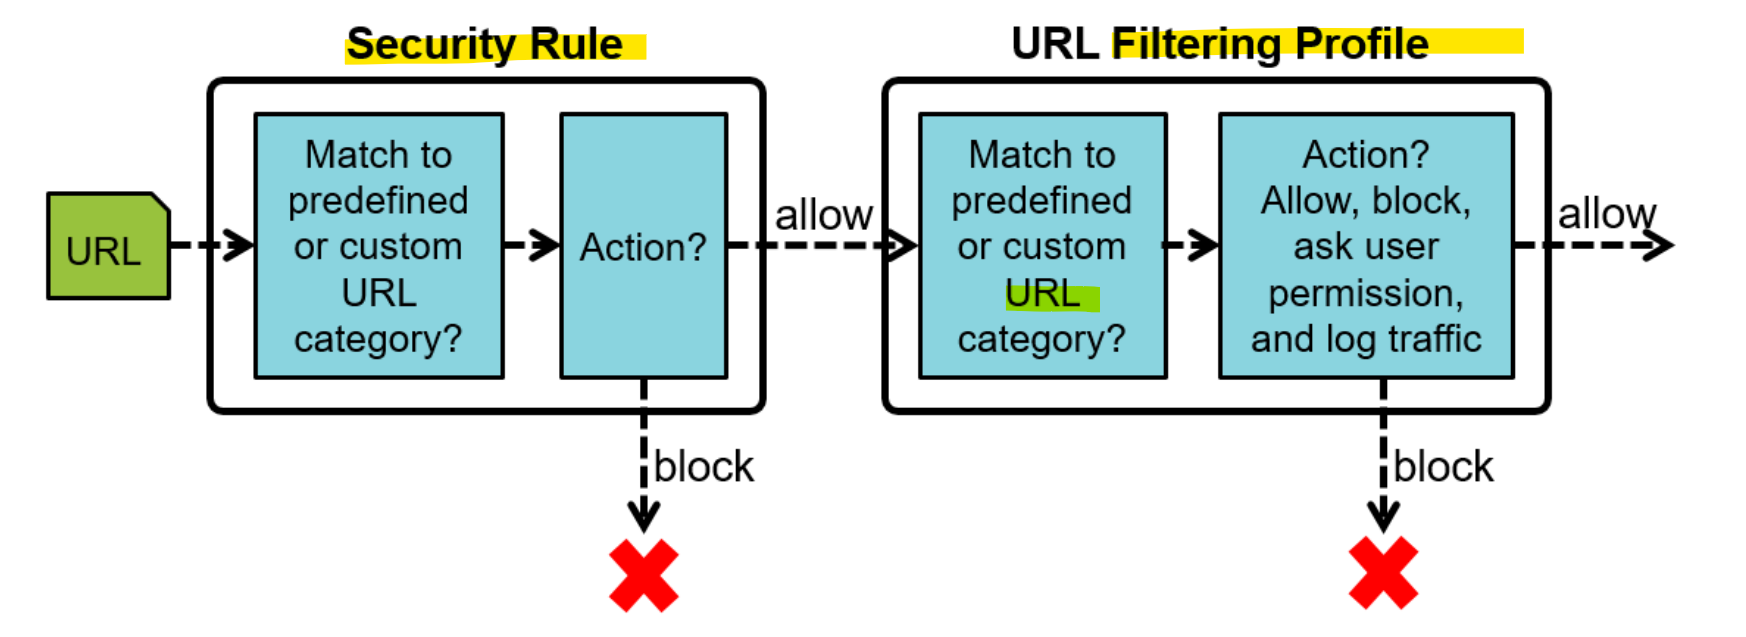 Security Rule
URL Filtering Profile
URL
Match to
predefined
or custom
URL
category?
Action?
allow
block
Match to
predefined
or custom
URL
category?
Action?
Allow, block,
ask user
permission,
and log traffic
allow
block